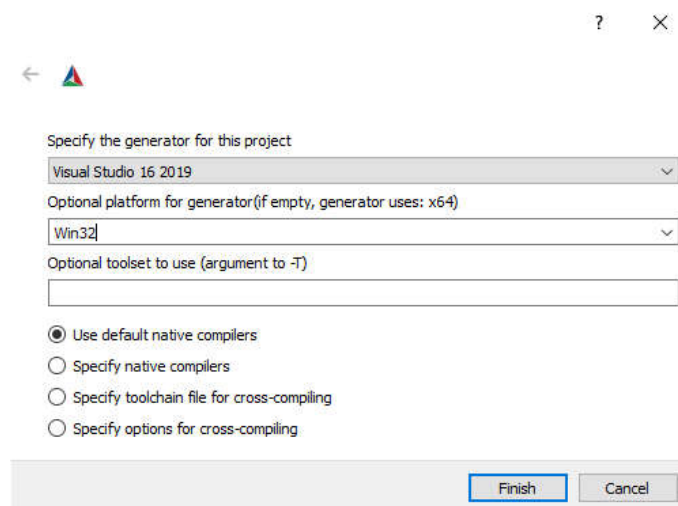 ?
Specify the generator for this project
Visual Studio 16 2019
Optional platform for generator(if empty, generator uses: x64)
Win32
Optional toolset to use (argument to -T)
Use default native compilers
Specify native compilers
Specify toolchain file for cross-compiling
Specify options for cross-compiling
Finish Cancel